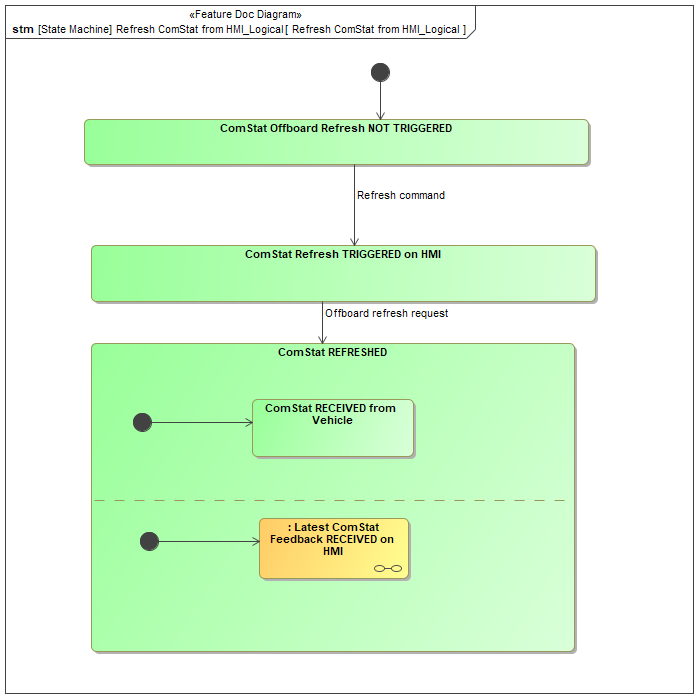 «Feature Doc Diagram»
stm [State Machine] Refresh ComStat from HMI_Logical[ Refresh ComStat from HMI_Logical ]
ComStat Offboard Refresh NOT TRIGGERED
Refresh command
ComStat Refresh TRIGGERED on HMI
Offboard refresh request
ComStat REFRESHED
ComStat RECEIVED from
Vehicle
: Latest ComStat
Feedback RECEIVED on
HMI